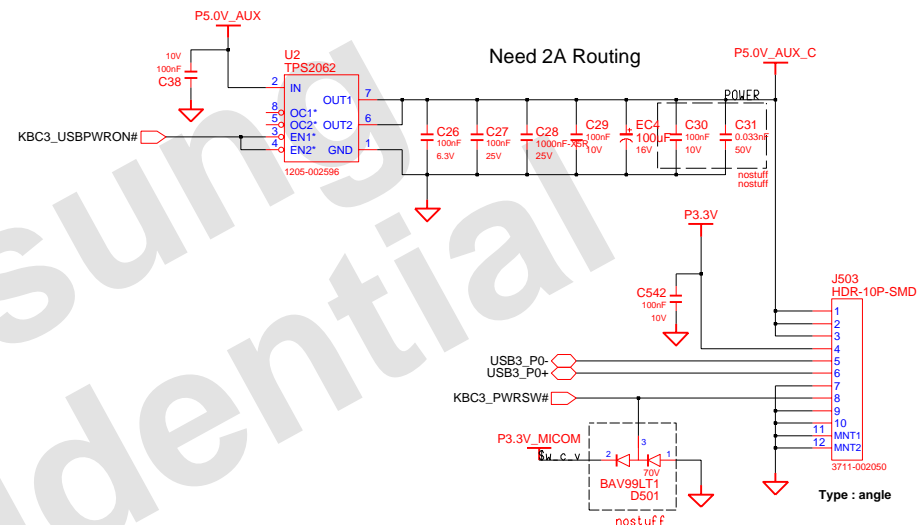 P5.0V_AUX
10V
100nF
C38
U2
TPS2062
2 IN
OUT1 7
8 OC1*
5 OC2*
OUT2 6
3 EN1*
4 EN2*
GND 1
1205-002596
KBC3_USBPWRON#
Need 2A Routing
P5.0V_AUX_C
POWER
C26
100nF
6.3V
C27
100nF
25V
C28
1000nF-X5R
25V
C29
100nF
10V
EC4
100uF
16V
C30
100nF
10V
C31
0.033nF
50V
nostuff
nostuff
P3.3V
C542
100nF
10V
J503
HDR-10P-SMD
1
2
3
4
5
6
7
8
9
10
11 MNT1
12 MNT2
3711-002050
Type : angle
USB3_P0-
USB3_P0+
KBC3_PWRSW#
P3.3V_MICOM
SW_C_V
2
3
1
70V
BAV99LT1
D501
nostuff
sung
dential